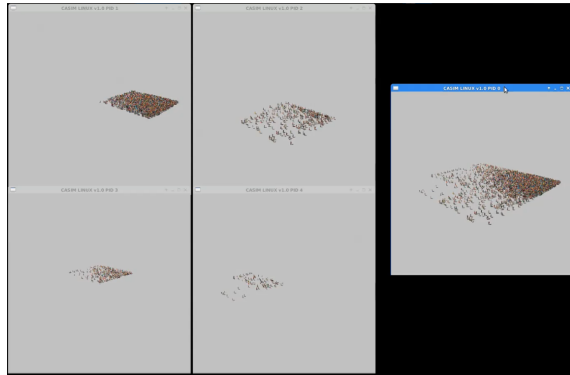 CASIM LINUX v1.0 PID 1
CASIM LINUX v1.0 PID 2
CASIM LINUX v1.0 PID 0
CASIM LINUX v1.0 PID 3
CASIM LINUX v1.0 PID 4